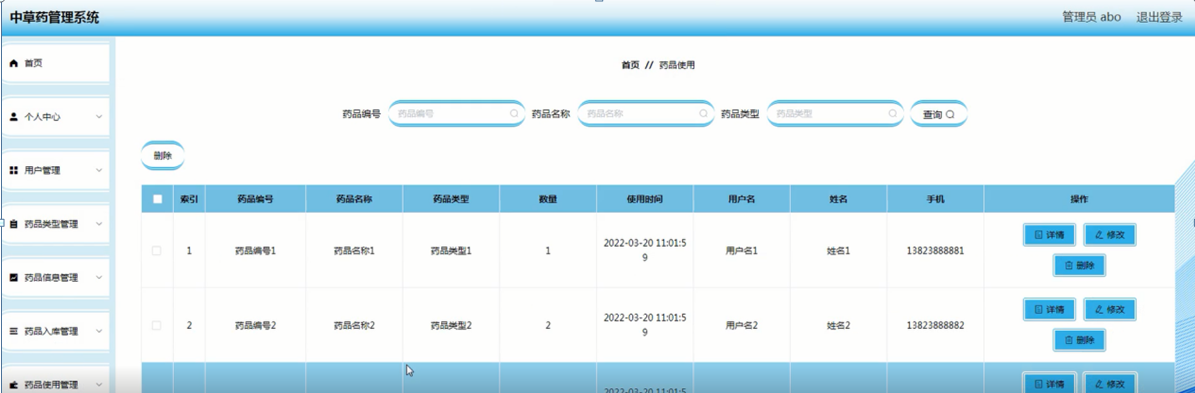 中草药管理系统
管理员 abo 退出登录
首页
个人中心
用户管理
药品类型管理
药品信息管理
药品入库管理
药品使用管理
首页 // 药品使用
药品编号 药品编号 药品名称 药品名称 药品类型 药品类型 查询
删除
索引 药品编号 药品名称 药品类型 数量 使用时间 用户名 姓名 手机 操作
1 药品编号1 药品名称1 药品类型1 1 2022-03-20 11:01:5 用户名1 姓名1 13823888881 详情 修改
9 删除
2 药品编号2 药品名称2 药品类型2 2 2022-03-20 11:01:5 用户名2 姓名2 13823888882 详情 修改
9 删除
2022-03-20 11:01:5 详情 修改